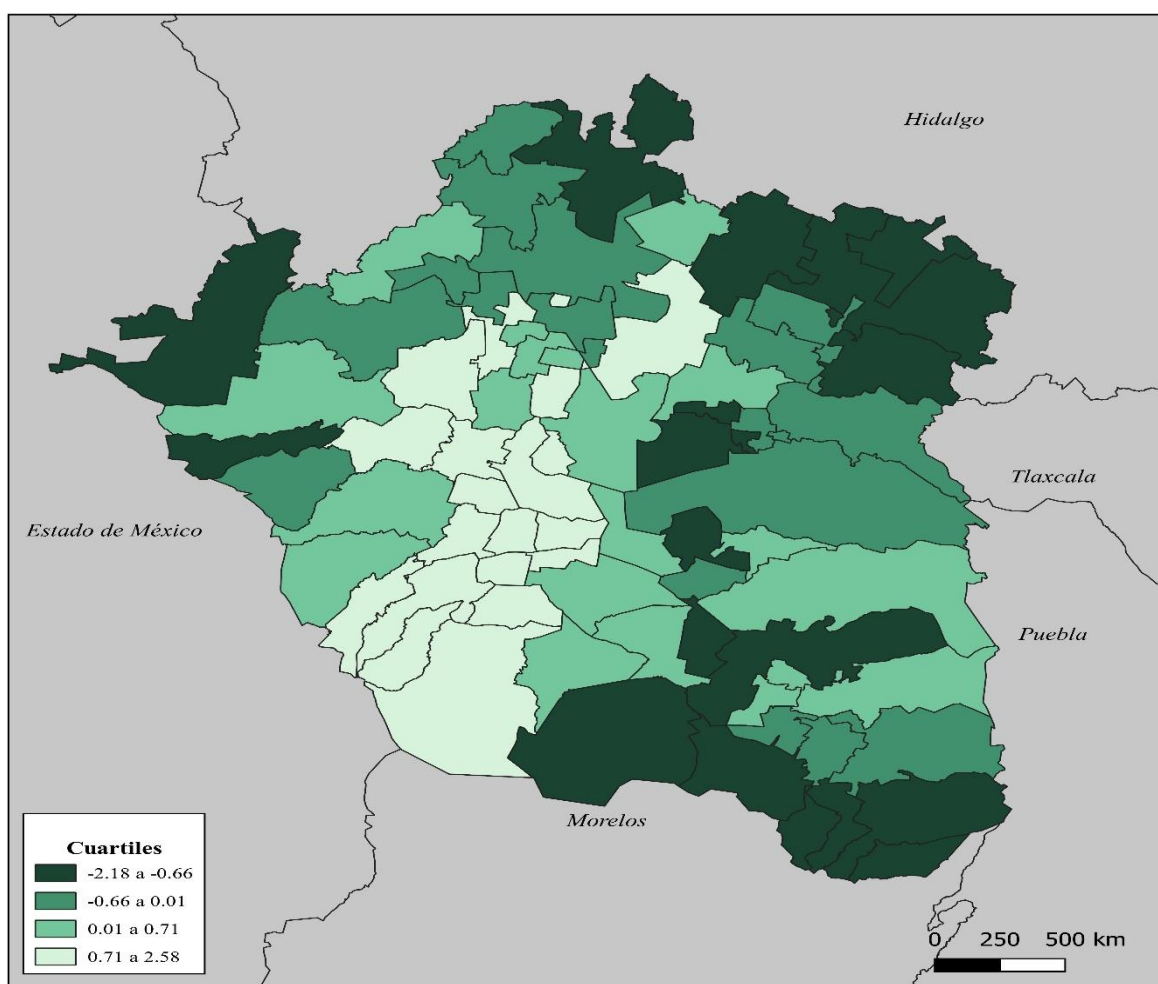 Hidalgo
Tlaxcala
Estado de México
Puebla
Morelos
Cuartiles
-2.18 a -0.66
-0.66 a 0.01
0.01 a 0.71
0.71 a 2.58
0 250 500 km